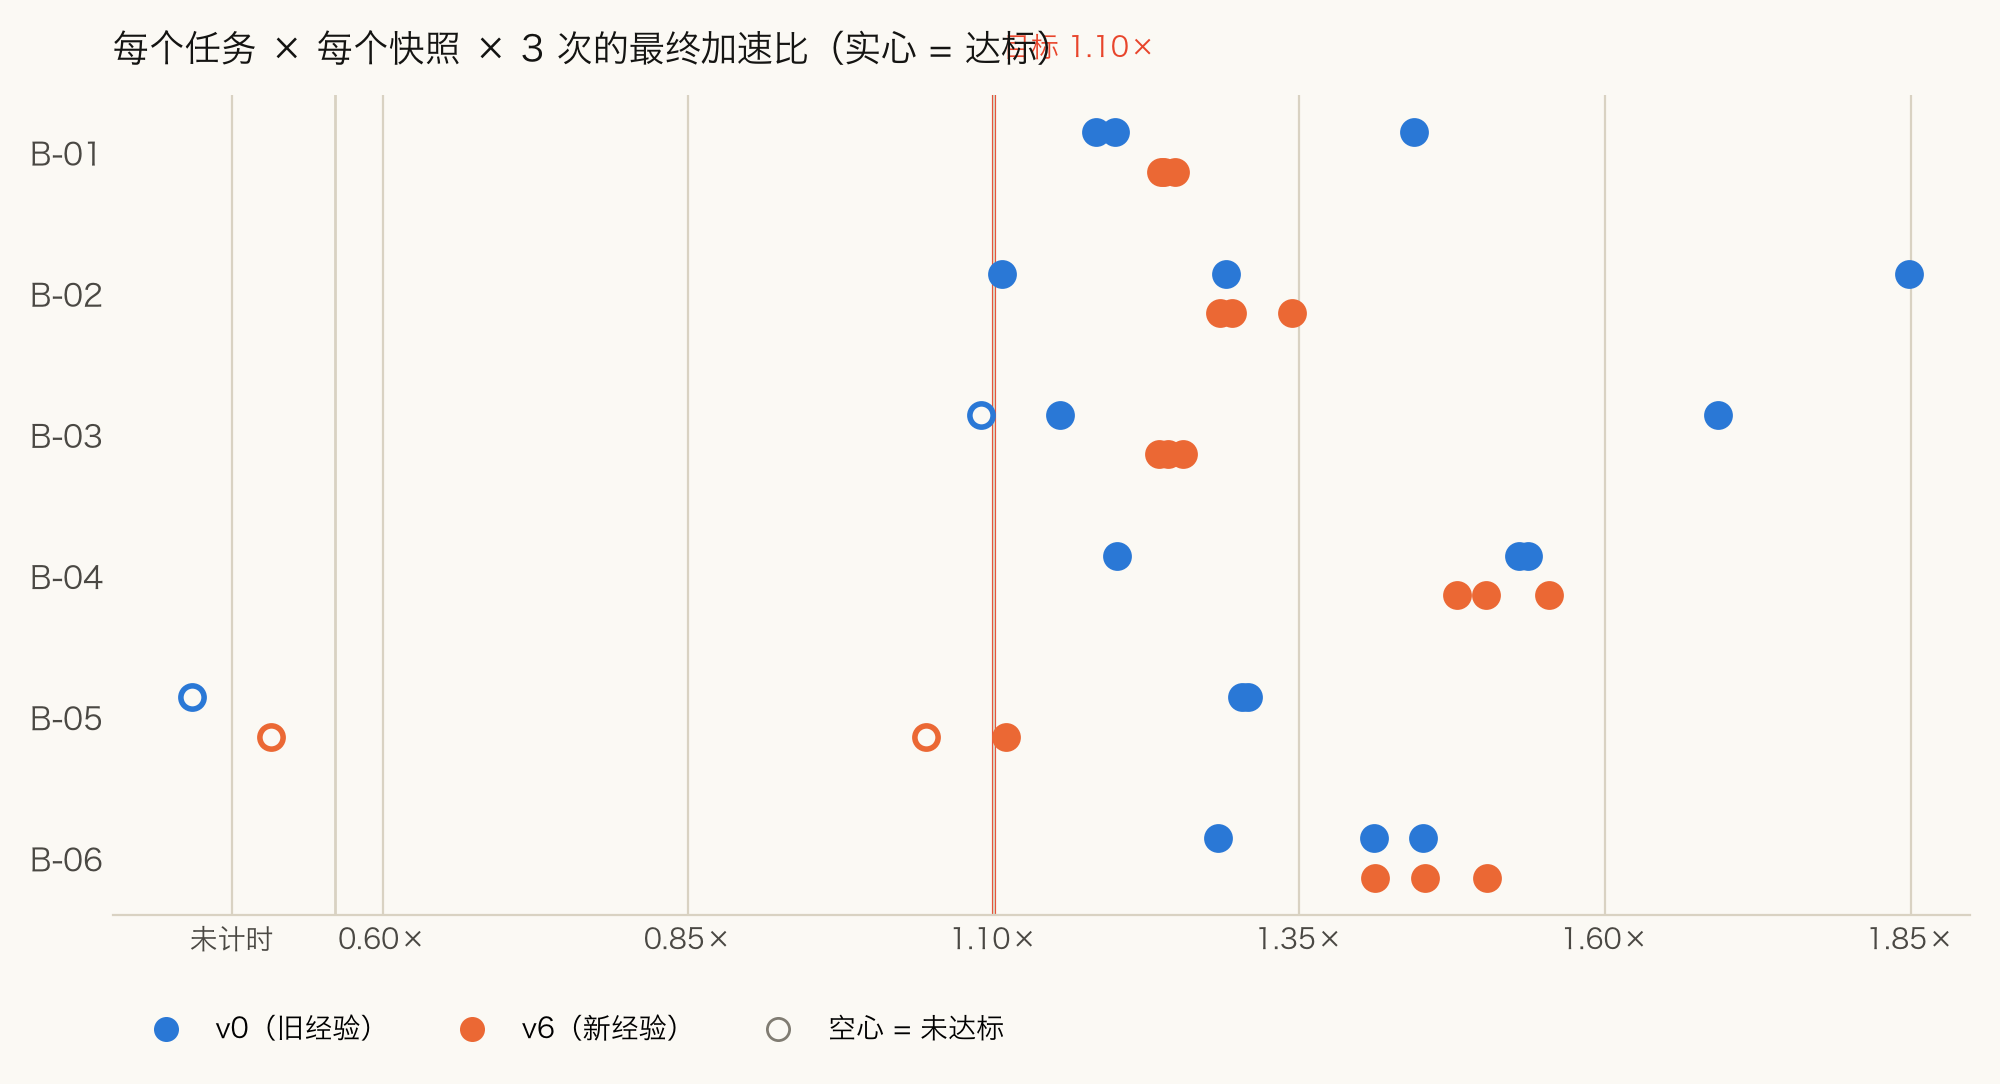 每个任务 × 每个快照 × 3 次的最终加速比（实心 = 达标）
目标 1.10×
B-01
B-02
B-03
B-04
B-05
B-06
未计时 0.60× 0.85× 1.10× 1.35× 1.60× 1.85×
v0（旧经验） v6（新经验） 空心 = 未达标